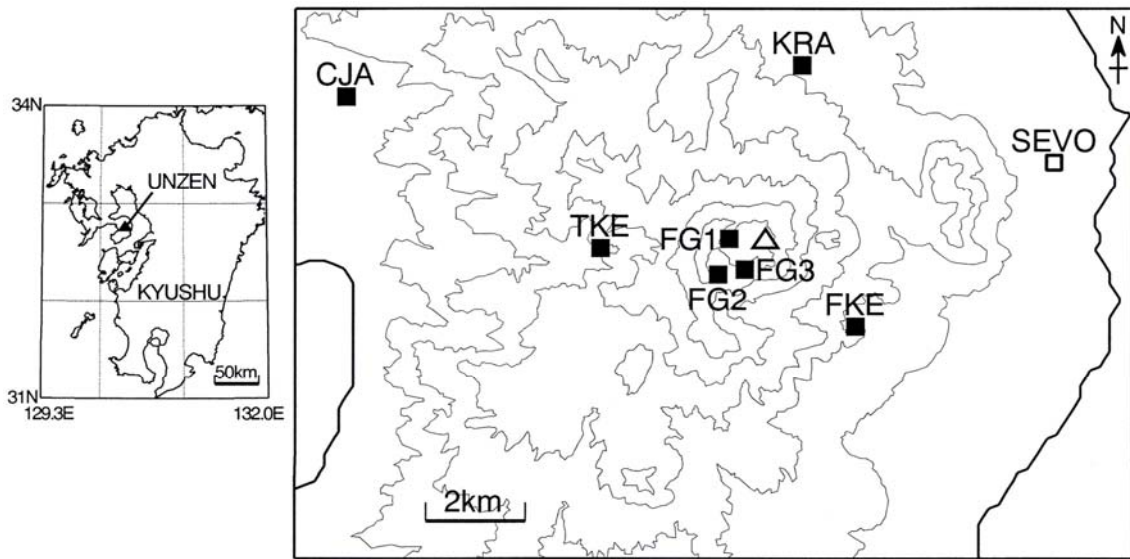 34N
UNZEN
KYUSHU
50km
31N
129.3E
132.0E
N
KRA
CJA
SEVO
TKE
FG1
FG3
FG2
FKE
2km